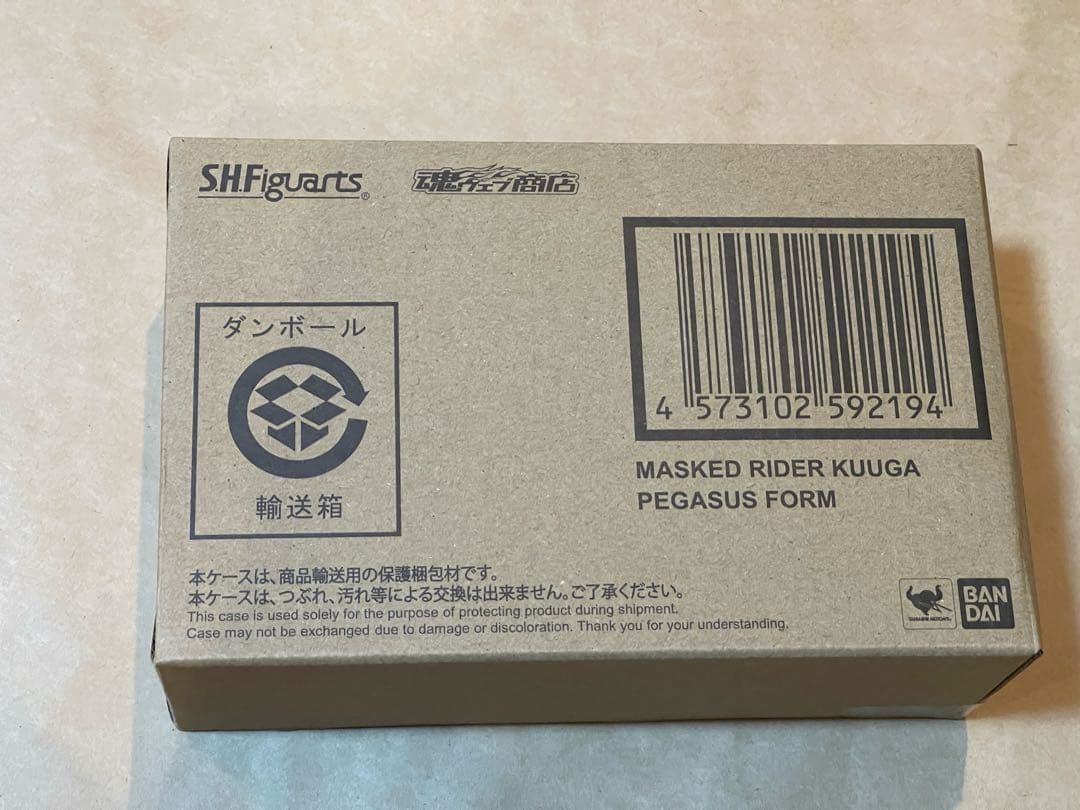 S.H.Figuarts®
魂ウェブ商店
ダンボール
輸送箱
4 573102 592194
MASKED RIDER KUUGA
PEGASUS FORM
本ケースは、商品輸送用の保護梱包材です。
本ケースは、つぶれ、汚れ等による交換は出来ません。ご了承ください。
This case is used solely for the purpose of protecting product during shipment.
Case may not be exchanged due to damage or discoloration. Thank you for your understanding.
TAMASHII NATIONS
BAN
DAI